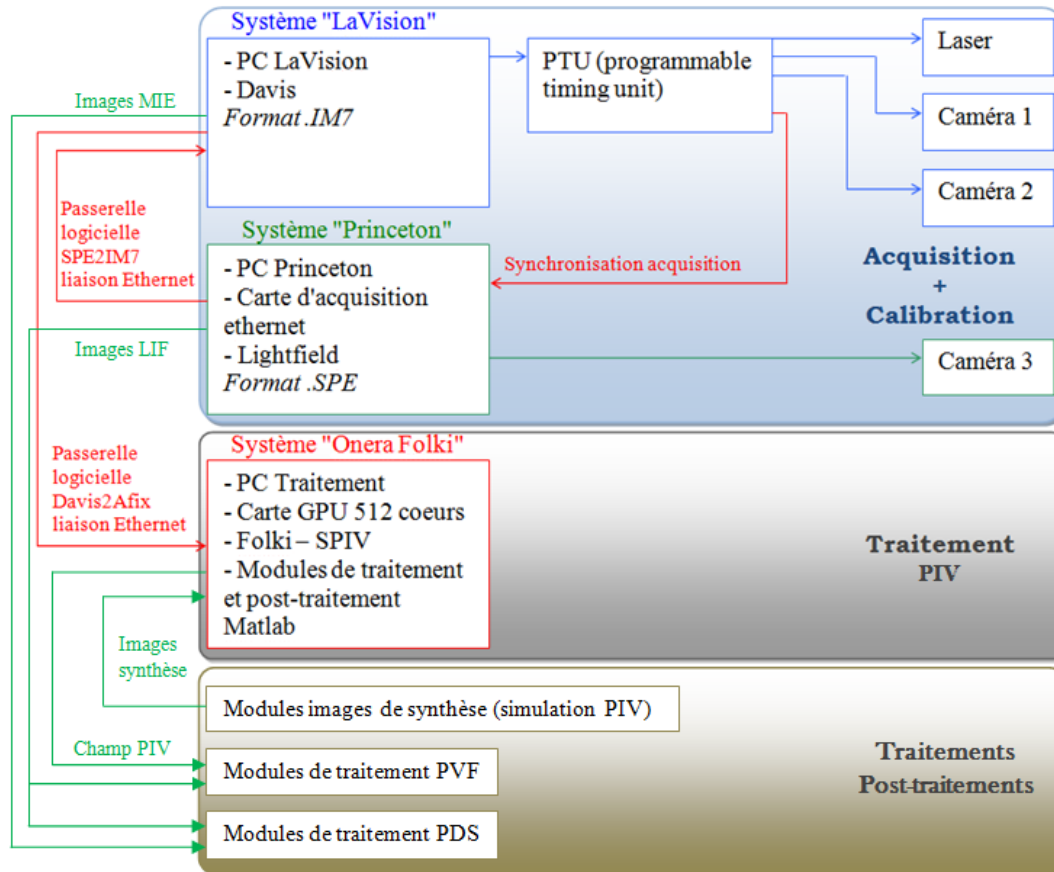 Système "LaVision"
- PC LaVision
- Davis
Format .IM7
PTU (programmable
timing unit)
Laser
Caméra 1
Caméra 2
Images MIE
Passerelle
logicielle
SPE2IM7
liaison Ethernet
Système "Princeton"
- PC Princeton
- Carte d'acquisition
ethernet
- Lightfield
Format .SPE
Synchronisation acquisition
Acquisition
+
Calibration
Caméra 3
Images LIF
Passerelle
logicielle
Davis2Afix
liaison Ethernet
Système "Onera Folki"
- PC Traitement
- Carte GPU 512 coeurs
- Folki – SPIV
- Modules de traitement
et post-traitement
Matlab
Traitement
PIV
Images
synthèse
Modules images de synthèse (simulation PIV)
Champ PIV
Modules de traitement PVF
Modules de traitement PDS
Traitements
Post-traitements